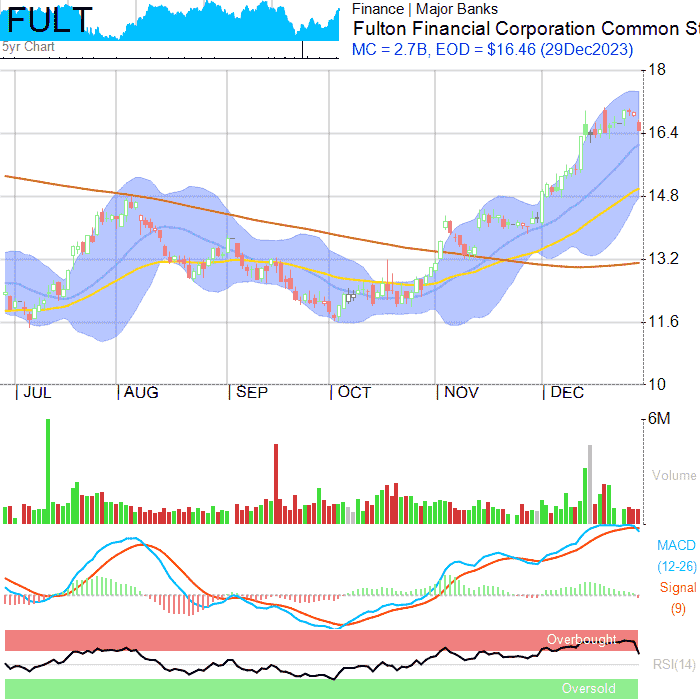 FULT
5yr Chart
Finance | Major Banks
Fulton Financial Corporation Common St
MC = 2.7B, EOD = $16.46 (29Dec2023)
18
16.4
14.8
13.2
11.6
10
| JUL | AUG | SEP | OCT | NOV | DEC
6M
Volume
MACD
(12-26)
Signal
(9)
Overbought
RSI(14)
Oversold